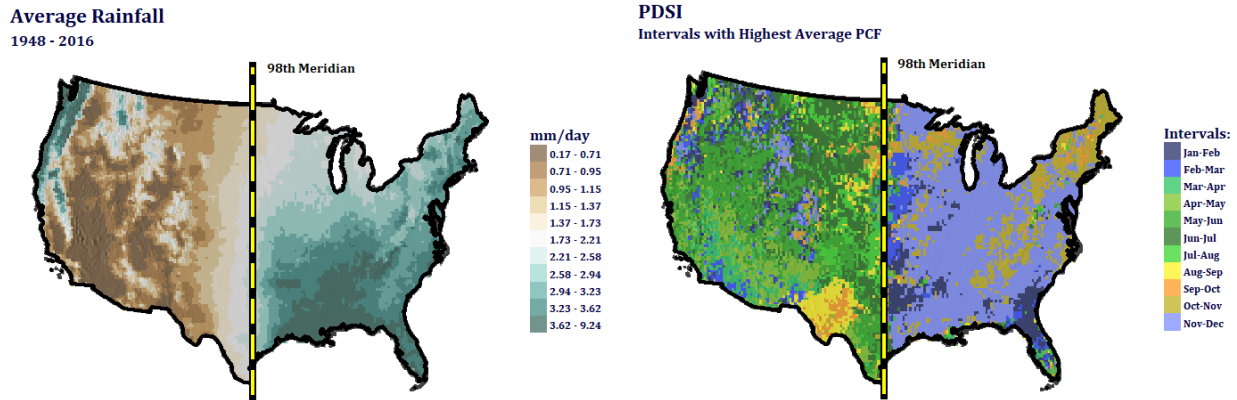 Average Rainfall
1948 - 2016
98th Meridian
mm/day
0.17 - 0.71
0.71 - 0.95
0.95 - 1.15
1.15 - 1.37
1.37 - 1.73
1.73 - 2.21
2.21 - 2.58
2.58 - 2.94
2.94 - 3.23
3.23 - 3.62
3.62 - 9.24
PDSI
Intervals with Highest Average PCF
98th Meridian
Intervals:
Jan-Feb
Feb-Mar
Mar-Apr
Apr-May
May-Jun
Jun-Jul
Jul-Aug
Aug-Sep
Sep-Oct
Oct-Nov
Nov-Dec